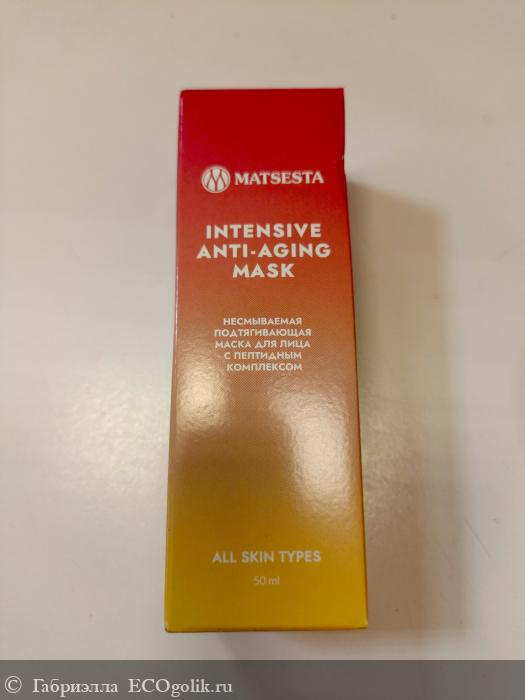 MATSESTA
INTENSIVE
ANTI-AGING
MASK
НЕСМЫВАЕМАЯ
ПОДТЯГИВАЮЩАЯ
МАСКА ДЛЯ ЛИЦА
С ПЕПТИДНЫМ
КОМПЛЕКСОМ
ALL SKIN TYPES
50 ml
© Габриэлла ECOgolik.ru